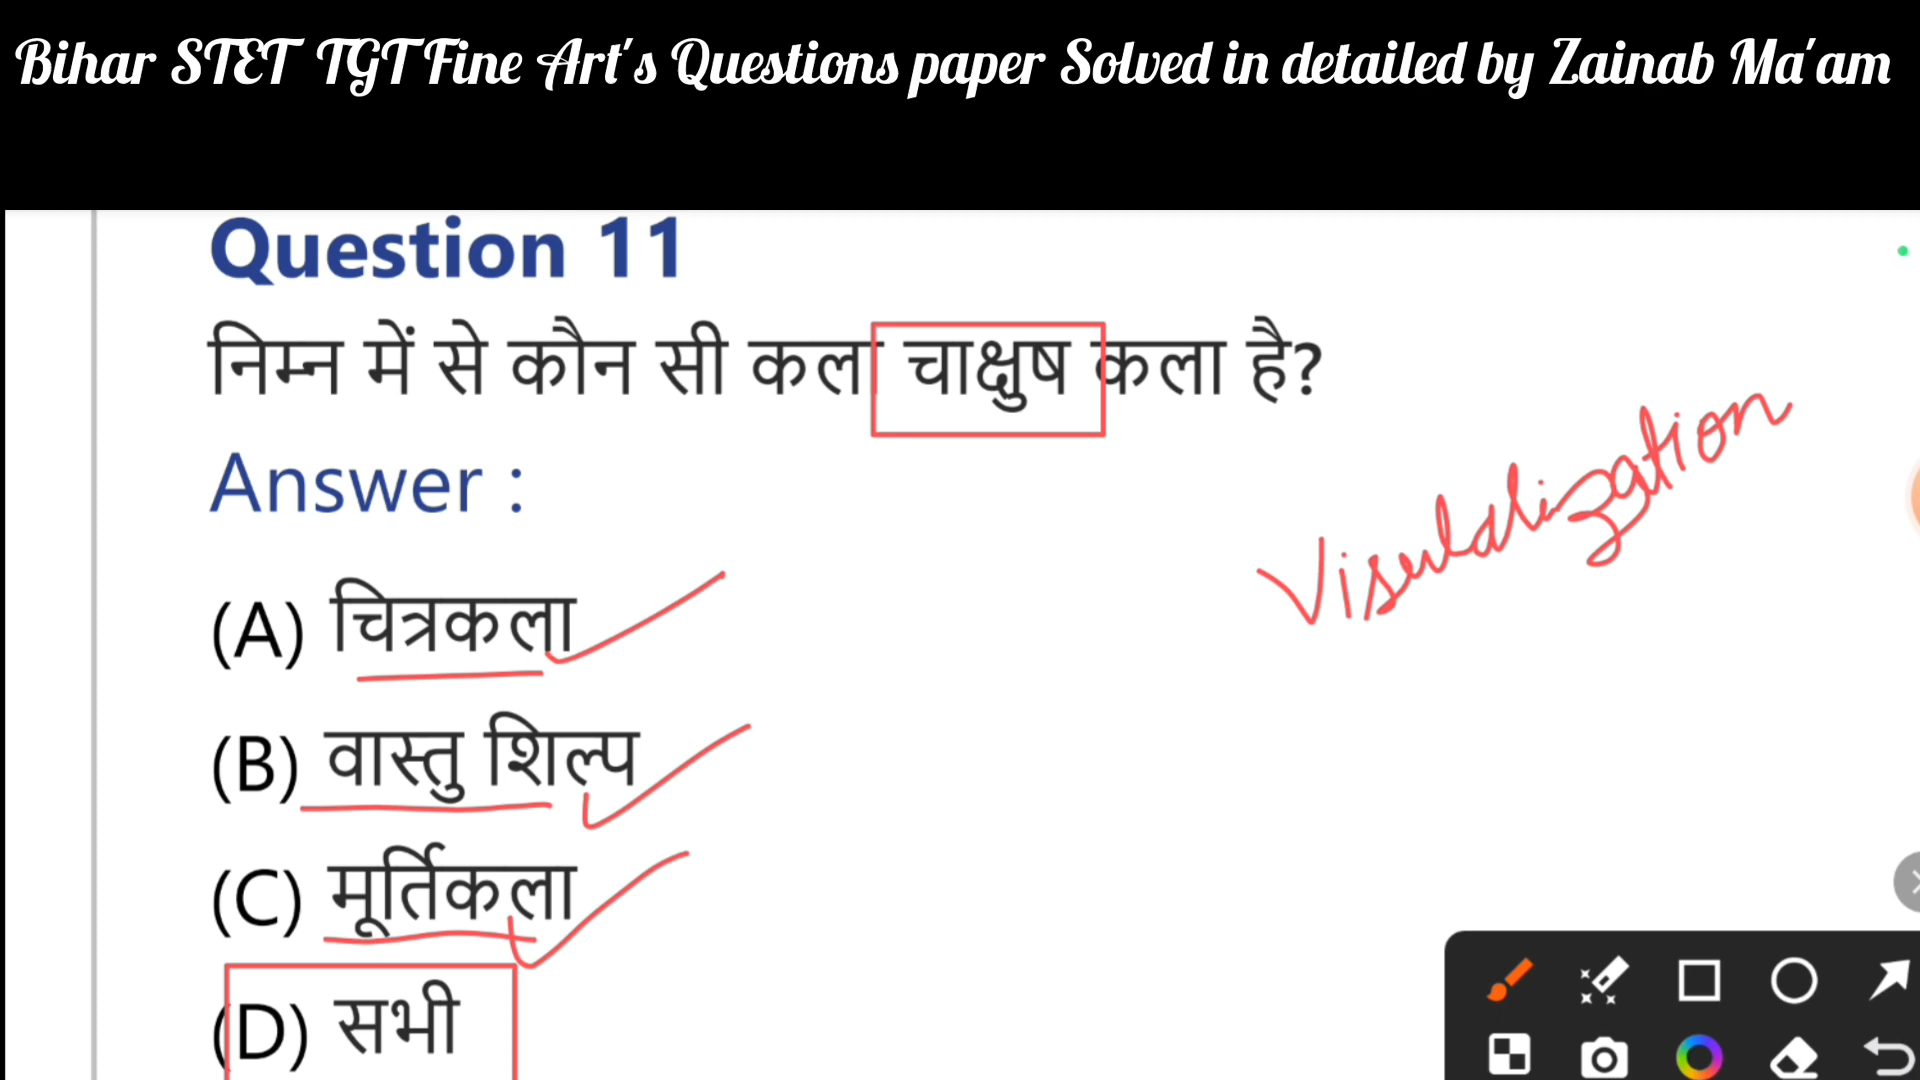 Bihar STET TGT Fine Art's Questions paper Solved in detailed by Zainab Ma'am
Question 11
निम्न में से कौन सी कला चाक्षुष कला है?
Answer :
Visulalization
(A) चित्रकला
(B) वास्तु शिल्प
(C) मूर्तिकला
(D) सभी